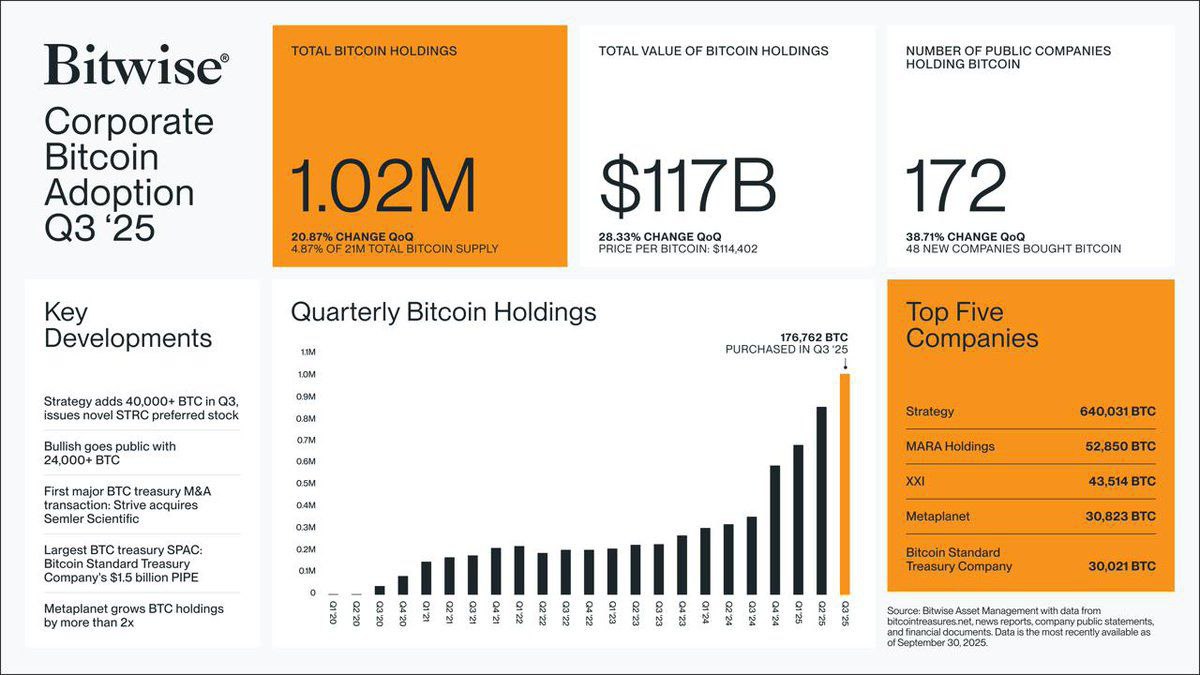 Bitwise®
Corporate
Bitcoin
Adoption
Q3 ‘25
TOTAL BITCOIN HOLDINGS
1.02M
20.87% CHANGE QoQ
4.87% OF 21M TOTAL BITCOIN SUPPLY
TOTAL VALUE OF BITCOIN HOLDINGS
$117B
28.33% CHANGE QoQ
PRICE PER BITCOIN: $114,402
NUMBER OF PUBLIC COMPANIES
HOLDING BITCOIN
172
38.71% CHANGE QoQ
48 NEW COMPANIES BOUGHT BITCOIN
Key
Developments
Strategy adds 40,000+ BTC in Q3,
issues novel STRC preferred stock
Bullish goes public with
24,000+ BTC
First major BTC treasury M&A
transaction: Strive acquires
Semler Scientific
Largest BTC treasury SPAC:
Bitcoin Standard Treasury
Company’s $1.5 billion PIPE
Metaplanet grows BTC holdings
by more than 2x
Quarterly Bitcoin Holdings
176,762 BTC
PURCHASED IN Q3 ‘25
1.1M
1.0M
0.9M
0.8M
0.7M
0.6M
0.5M
0.4M
0.3M
0.2M
0.1M
0
Q1 ‘20
Q2 ‘20
Q3 ‘20
Q4 ‘20
Q1 ‘21
Q2 ‘21
Q3 ‘21
Q4 ‘21
Q1 ‘22
Q2 ‘22
Q3 ‘22
Q4 ‘22
Q1 ‘23
Q2 ‘23
Q3 ‘23
Q4 ‘23
Q1 ‘24
Q2 ‘24
Q3 ‘24
Q4 ‘24
Q1 ‘25
Q2 ‘25
Q3 ‘25
Top Five
Companies
Strategy 640,031 BTC
MARA Holdings 52,850 BTC
XXI 43,514 BTC
Metaplanet 30,823 BTC
Bitcoin Standard
Treasury Company 30,021 BTC
Source: Bitwise Asset Management with data from
bitcointreasures.net, news reports, company public statements,
and financial documents. Data is the most recently available as
of September 30, 2025.